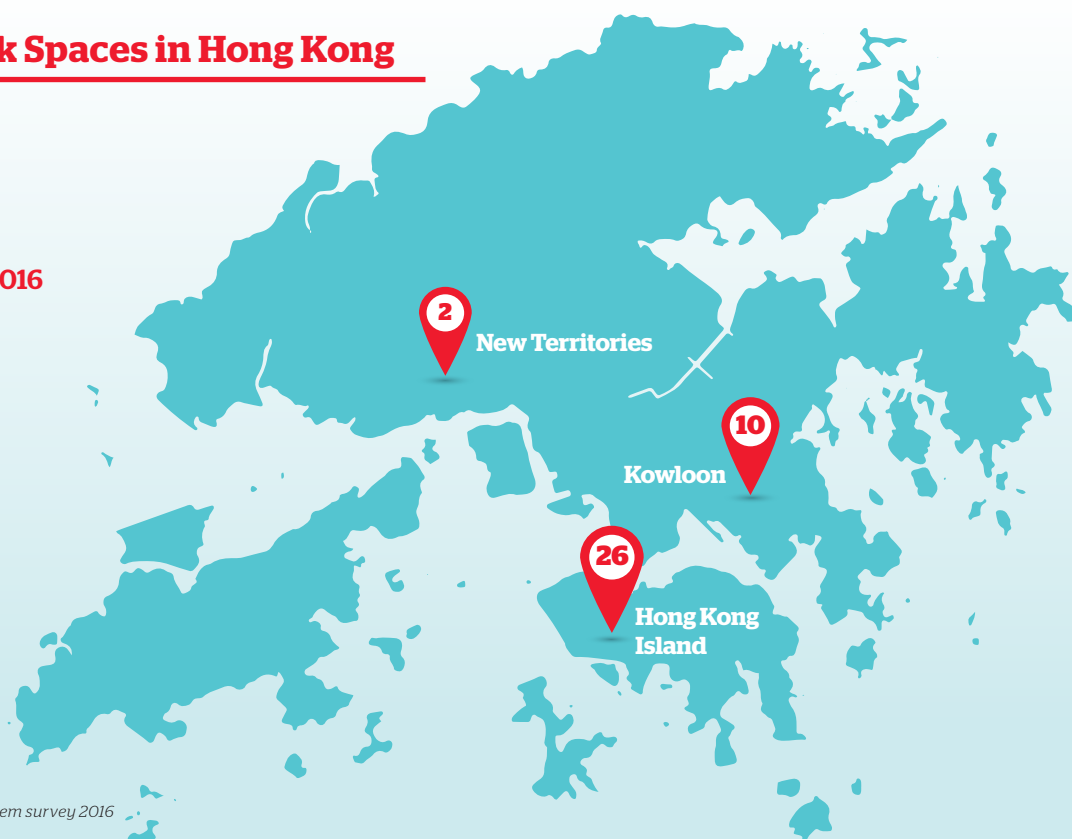 k Spaces in Hong Kong
016
2
New Territories
10
Kowloon
26
Hong Kong
Island
em survey 2016